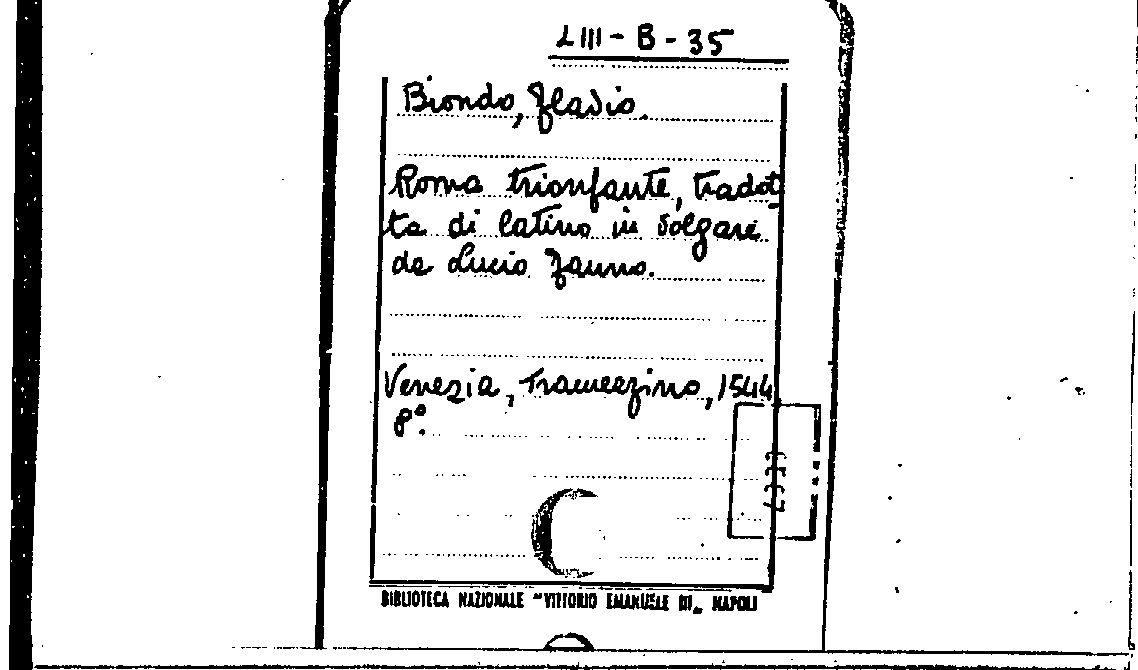 LIII - B - 35
Biondo, Flavio.
Roma trionfante, tradot
ta di latino in volgare
da Lucio Fauno.
Venezia, Tramezzino, 1544
8°.
BIBLIOTECA NAZIONALE "VITTORIO EMANUELE III„ NAPOLI